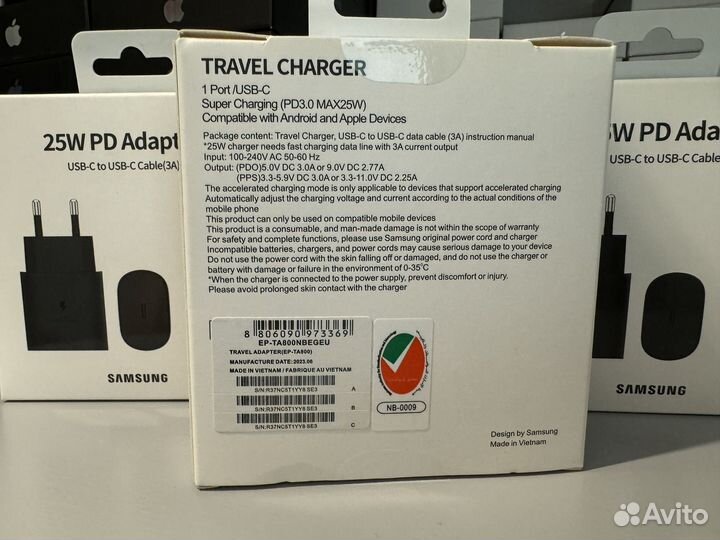 TRAVEL CHARGER
1 Port /USB-C
Super Charging (PD3.0 MAX25W)
Compatible with Android and Apple Devices
Package content: Travel Charger, USB-C to USB-C data cable (3A) instruction manual
*25W charger needs fast charging data line with 3A current output
Input: 100-240V AC 50-60 Hz
Output: (PDO)5.0V DC 3.0A or 9.0V DC 2.77A
(PPS)3.3-5.9V DC 3.0A or 3.3-11.0V DC 2.25A
The accelerated charging mode is only applicable to devices that support accelerated charging
Automatically adjust the charging voltage and current according to the actual conditions of the
mobile phone
This product can only be used on compatible mobile devices
This product is a consumable, and man-made damage is not within the scope of warranty
For safety and complete functions, please use Samsung original power cord and charger
Incompatible batteries, chargers, and power cords may cause serious damage to your device
Do not use the power cord with the skin falling off or damaged, and do not use the charger or
battery with damage or failure in the environment of 0-35°C
*When the charger is connected to the power supply, prevent discomfort or injury.
Please avoid prolonged skin contact with the charger
8 806090 973369
EP-TA800NBEGEU
TRAVEL ADAPTER(EP-TA800)
MANUFACTURE DATE:2023.06
MADE IN VIETNAM / FABRIQUE AU VIETNAM
S/N:R37NC5T1YY8 SE3 A
S/N:R37NC5T1YY8 SE3 B
S/N:R37NC5T1YY8 SE3 C
NB-0009
Design by Samsung
Made in Vietnam
25W PD Adapt
USB-C to USB-C Cable(3A)
SAMSUNG
5W PD Ada
USB-C to USB-C Cable
SAMSUNG
Avito